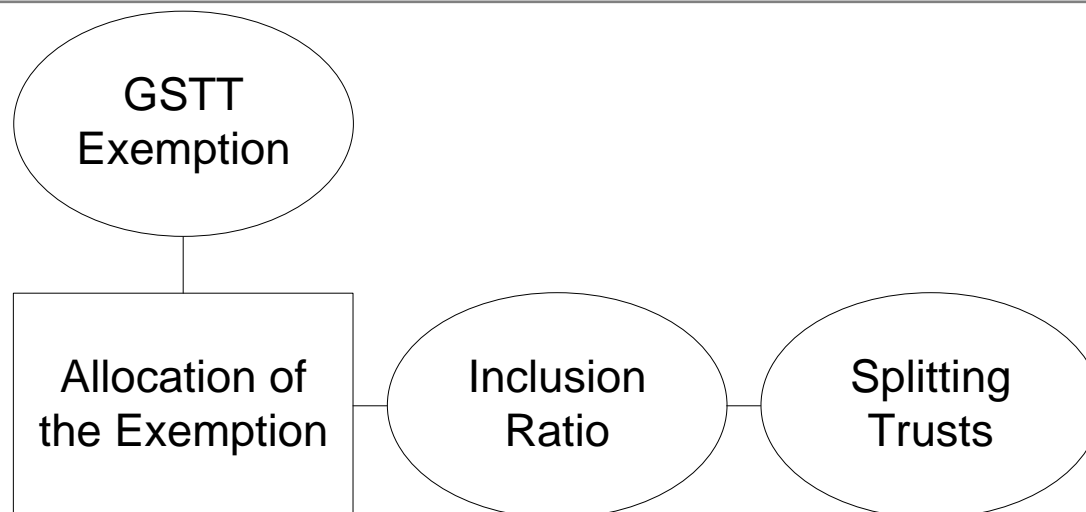 GSTT
Exemption
Allocation of
the Exemption
Inclusion
Ratio
Splitting
Trusts